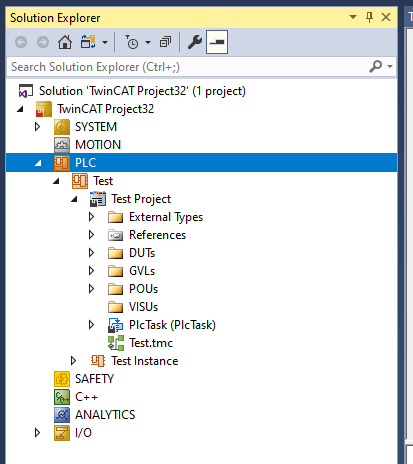 Solution Explorer
Search Solution Explorer (Ctrl+;)
Solution 'TwinCAT Project32' (1 project)
TwinCAT Project32
SYSTEM
MOTION
PLC
Test
Test Project
External Types
References
DUTs
GVLs
POUs
VISUs
PlcTask (PlcTask)
Test.tmc
Test Instance
SAFETY
C++
ANALYTICS
I/O